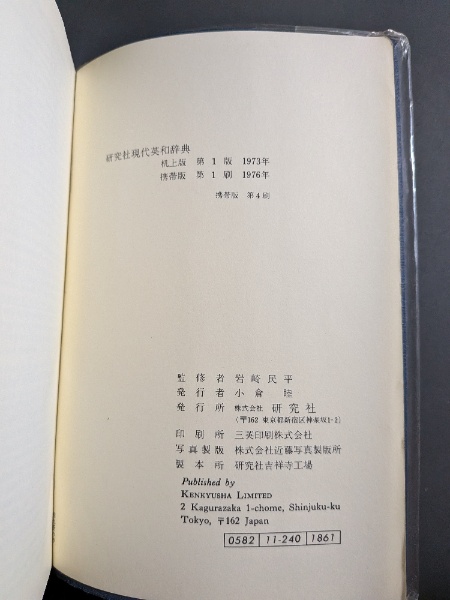 研究社現代英和辞典
机上版 第1版 1973年
携帯版 第1刷 1976年
携帯版 第4刷
監修者 岩崎民平
発行者 小倉 睦
発行所 株式会社 研究社
(〒162 東京都新宿区神楽坂1-2)
印刷所 三英印刷株式会社
写真製版 株式会社近藤写真製版所
製本所 研究社吉祥寺工場
Published by
KENKYUSHA LIMITED
2 Kagurazaka 1-chome, Shinjuku-ku
Tokyo, 〒162 Japan
0582 11-240 1861